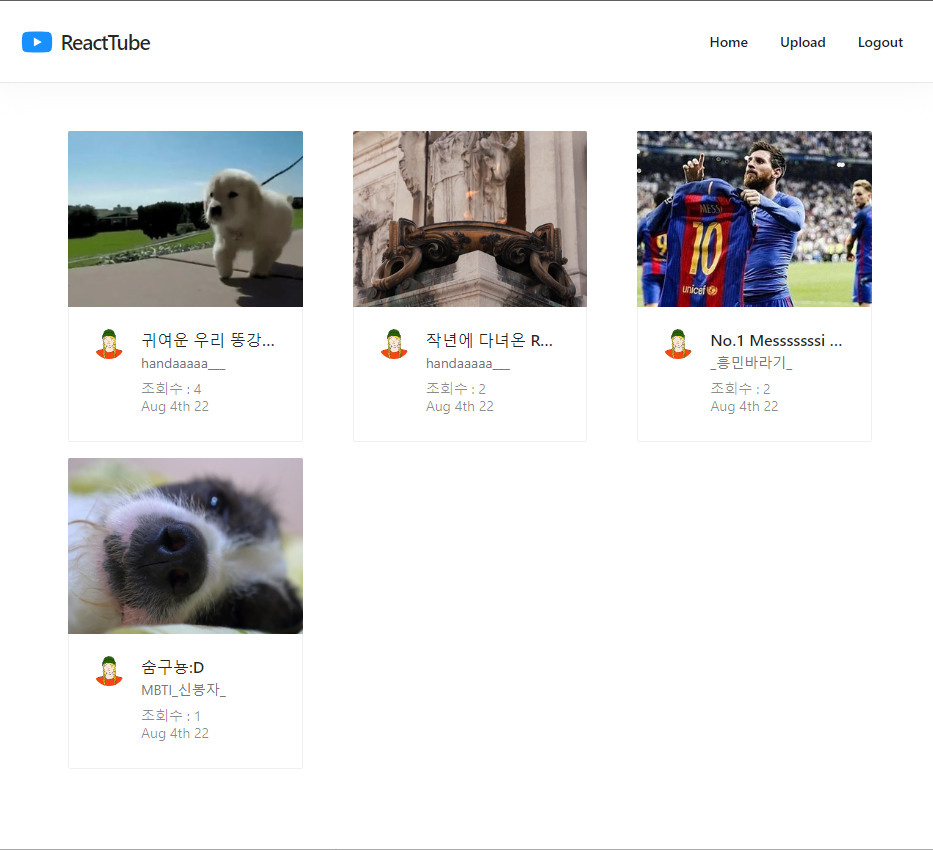 ReactTube
Home
Upload
Logout
MESSI
10
unicef
9
귀여운 우리 똥강...
handaaaaa___
조회수 : 4
Aug 4th 22
작년에 다녀온 R...
handaaaaa___
조회수 : 2
Aug 4th 22
No.1 Messsssssi ...
_흥민바라기_
조회수 : 2
Aug 4th 22
숨구뇽:D
MBTI_신봉자_
조회수 : 1
Aug 4th 22